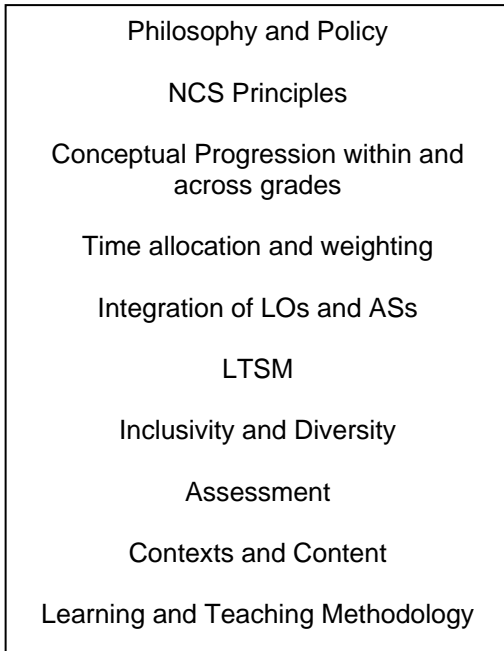 Philosophy and Policy
NCS Principles
Conceptual Progression within and
across grades
Time allocation and weighting
Integration of LOs and ASs
LTSM
Inclusivity and Diversity
Assessment
Contexts and Content
Learning and Teaching Methodology